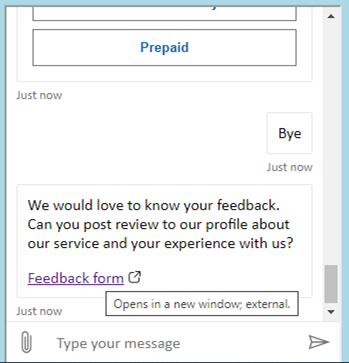 Prepaid
Just now
Bye
Just now
We would love to know your feedback.
Can you post review to our profile about
our service and your experience with us?
Feedback form
Opens in a new window; external.
Just now
Type your message